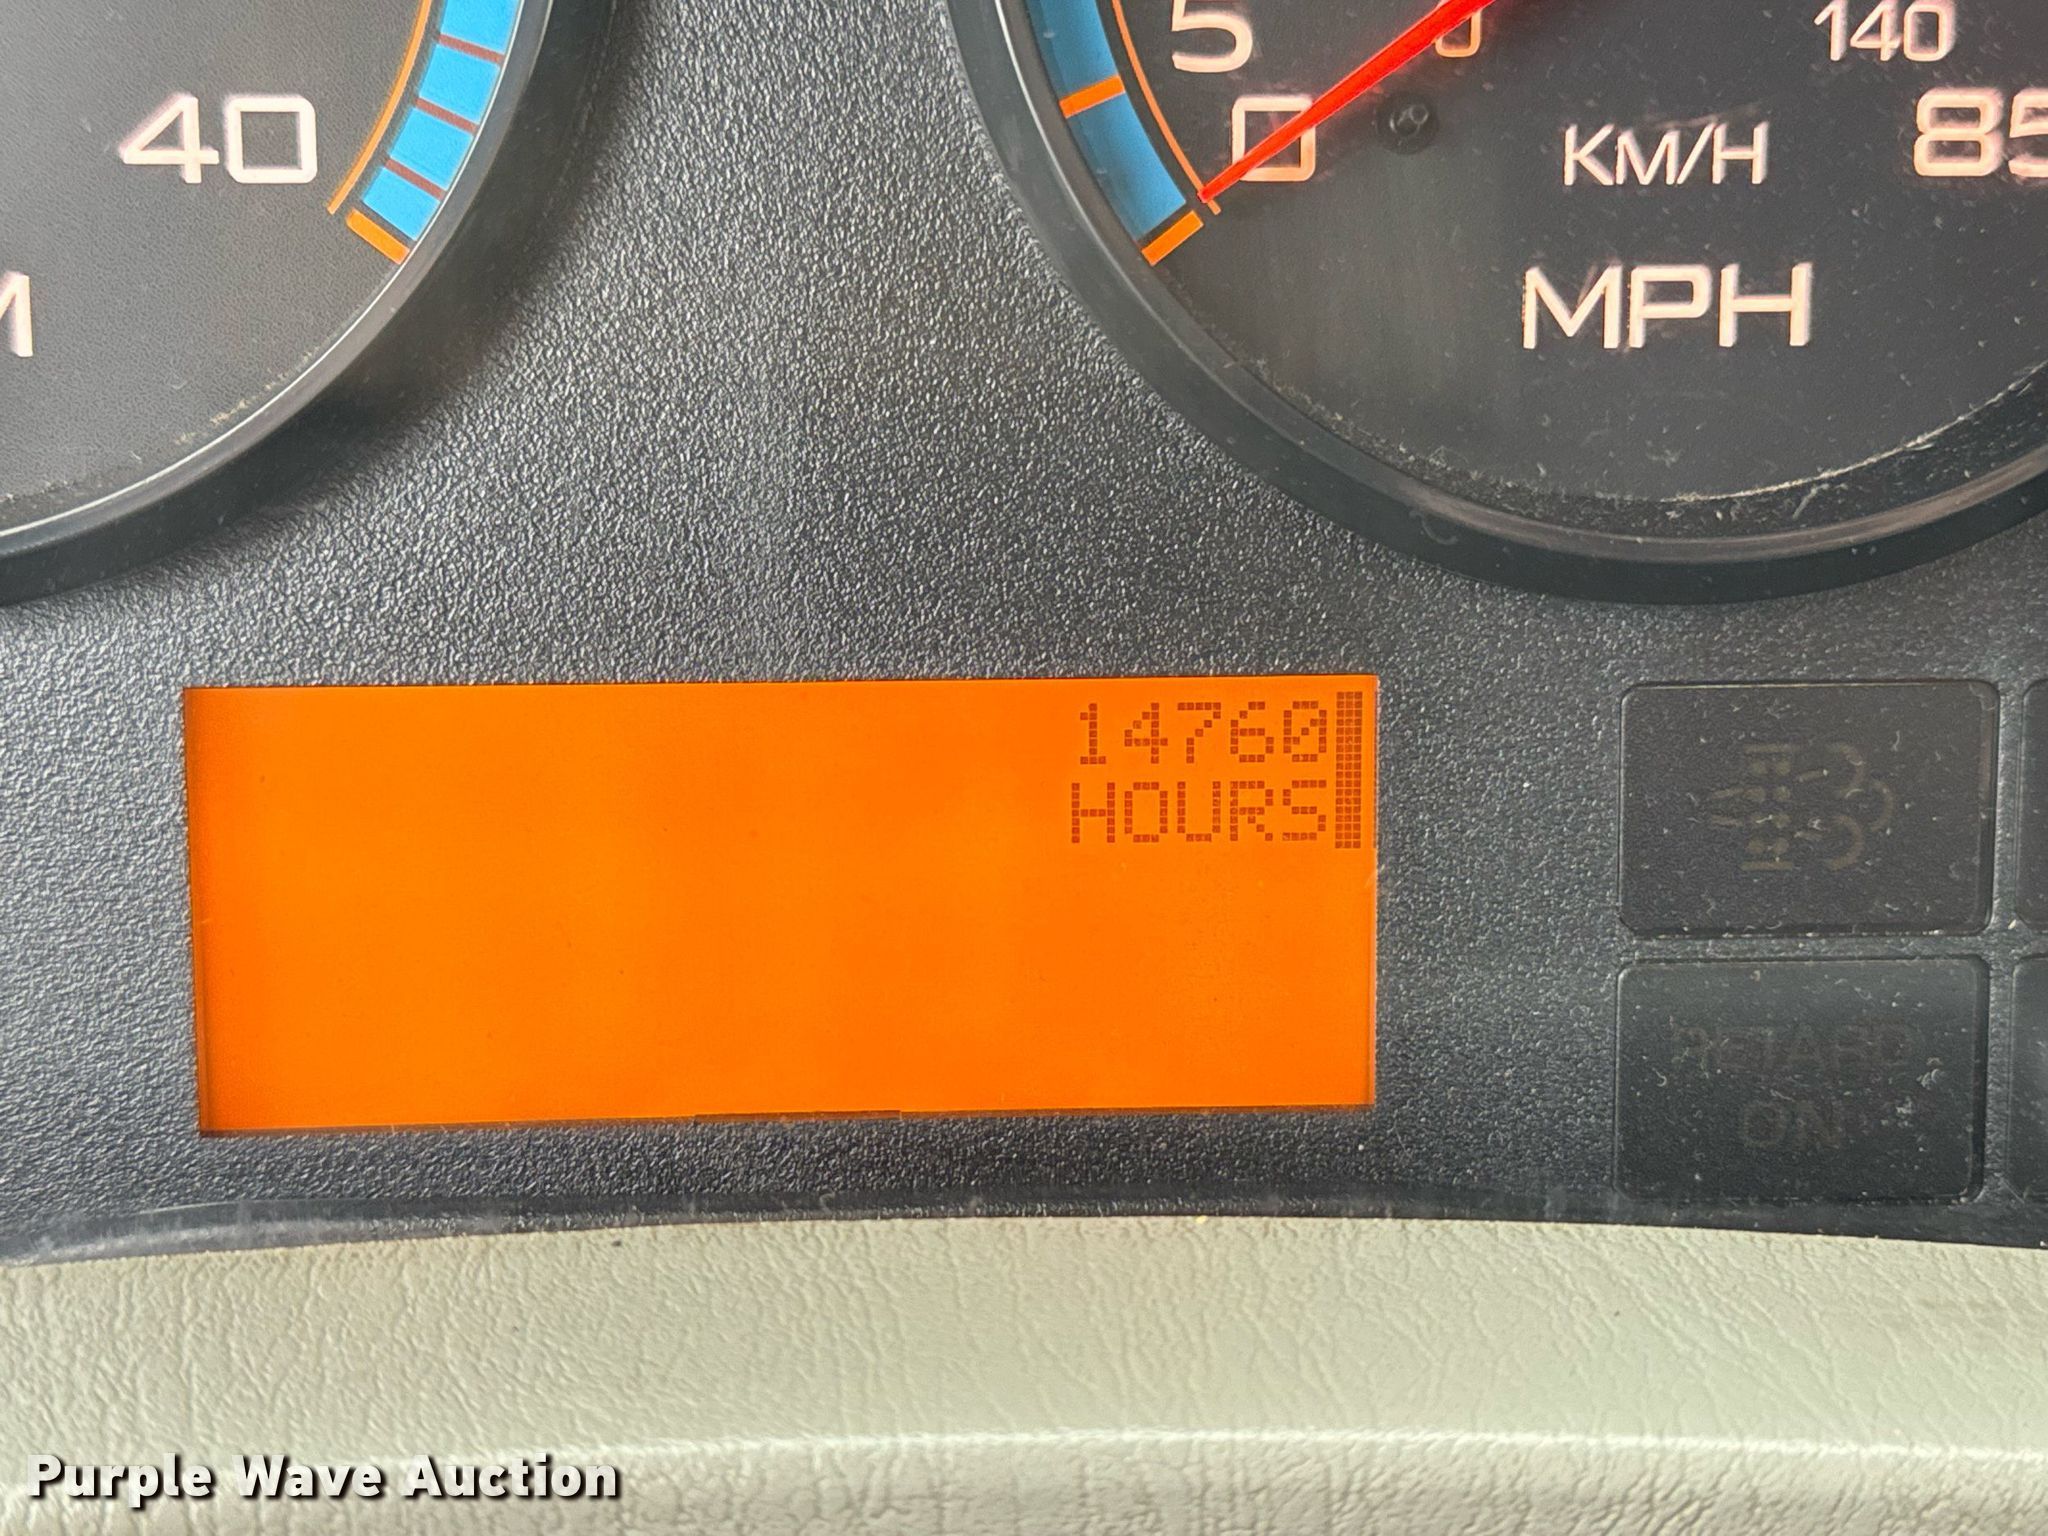 40
M
5
0
0
140
85
KM/H
MPH
14760
HOURS
RETARD
ON
Purple Wave Auction